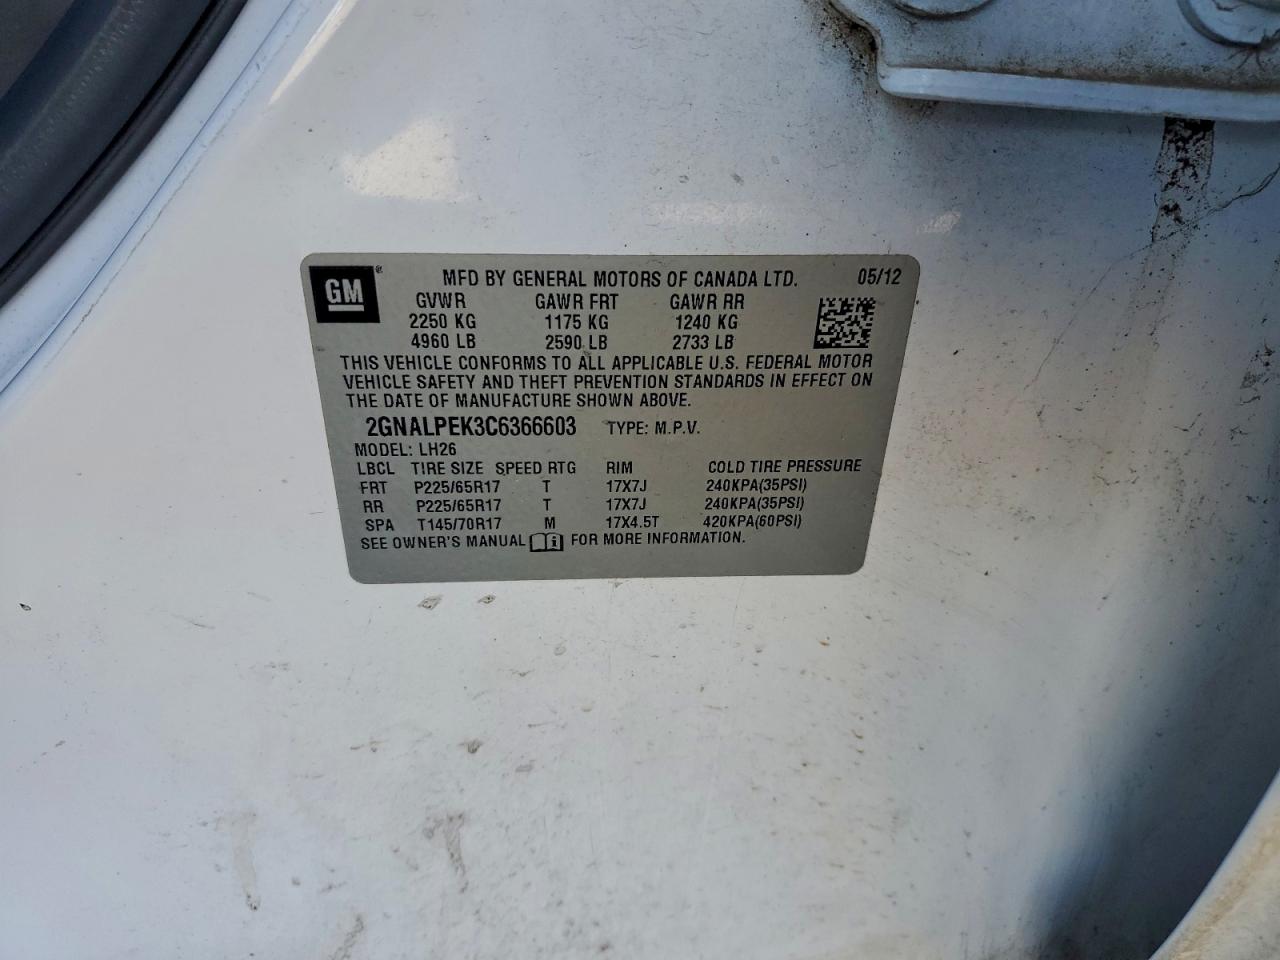 GM ® MFD BY GENERAL MOTORS OF CANADA LTD. 05/12
GVWR GAWR FRT GAWR RR
2250 KG 1175 KG 1240 KG
4960 LB 2590 LB 2733 LB
THIS VEHICLE CONFORMS TO ALL APPLICABLE U.S. FEDERAL MOTOR
VEHICLE SAFETY AND THEFT PREVENTION STANDARDS IN EFFECT ON
THE DATE OF MANUFACTURE SHOWN ABOVE.
2GNALPEK3C6366603 TYPE: M.P.V.
MODEL: LH26
LBCL TIRE SIZE SPEED RTG RIM COLD TIRE PRESSURE
FRT P225/65R17 T 17X7J 240KPA(35PSI)
RR P225/65R17 T 17X7J 240KPA(35PSI)
SPA T145/70R17 M 17X4.5T 420KPA(60PSI)
SEE OWNER'S MANUAL FOR MORE INFORMATION.